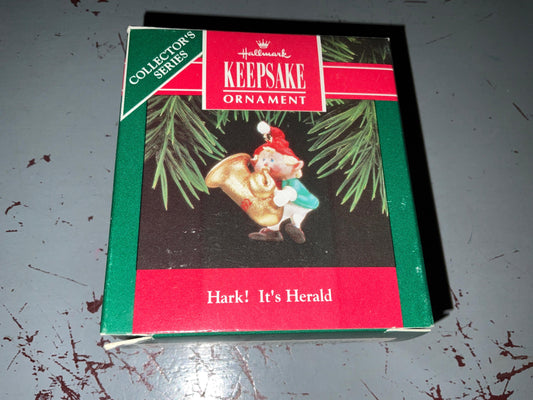 COLLECTOR'S
SERIES
Hallmark
KEEPSAKE
ORNAMENT
Hark! It's Herald